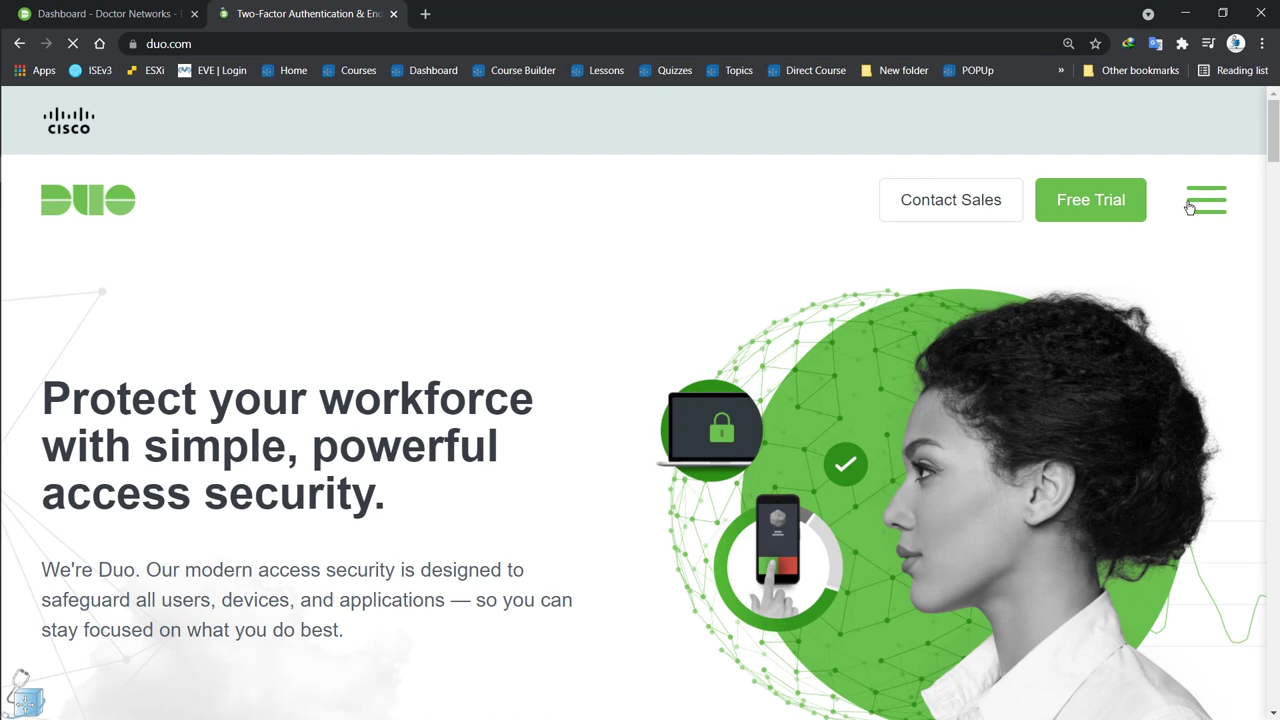 Dashboard - Doctor Networks -
Two-Factor Authentication & En
duo.com
Apps
ISEv3
ESXi
EVE | Login
Home
Courses
Dashboard
Coouse Builder
Lessons
Quizzes
Topics
Direct Course
New folder
POPUp
»
Other bookmarks
Reading list
CISCO
DUO
Contact Sales
Free Trial
Protect your workforce
with simple, powerful
access security.
We're Duo. Our modern access security is designed to
safeguard all users, devices, and applications — so you can
stay focused on what you do best.